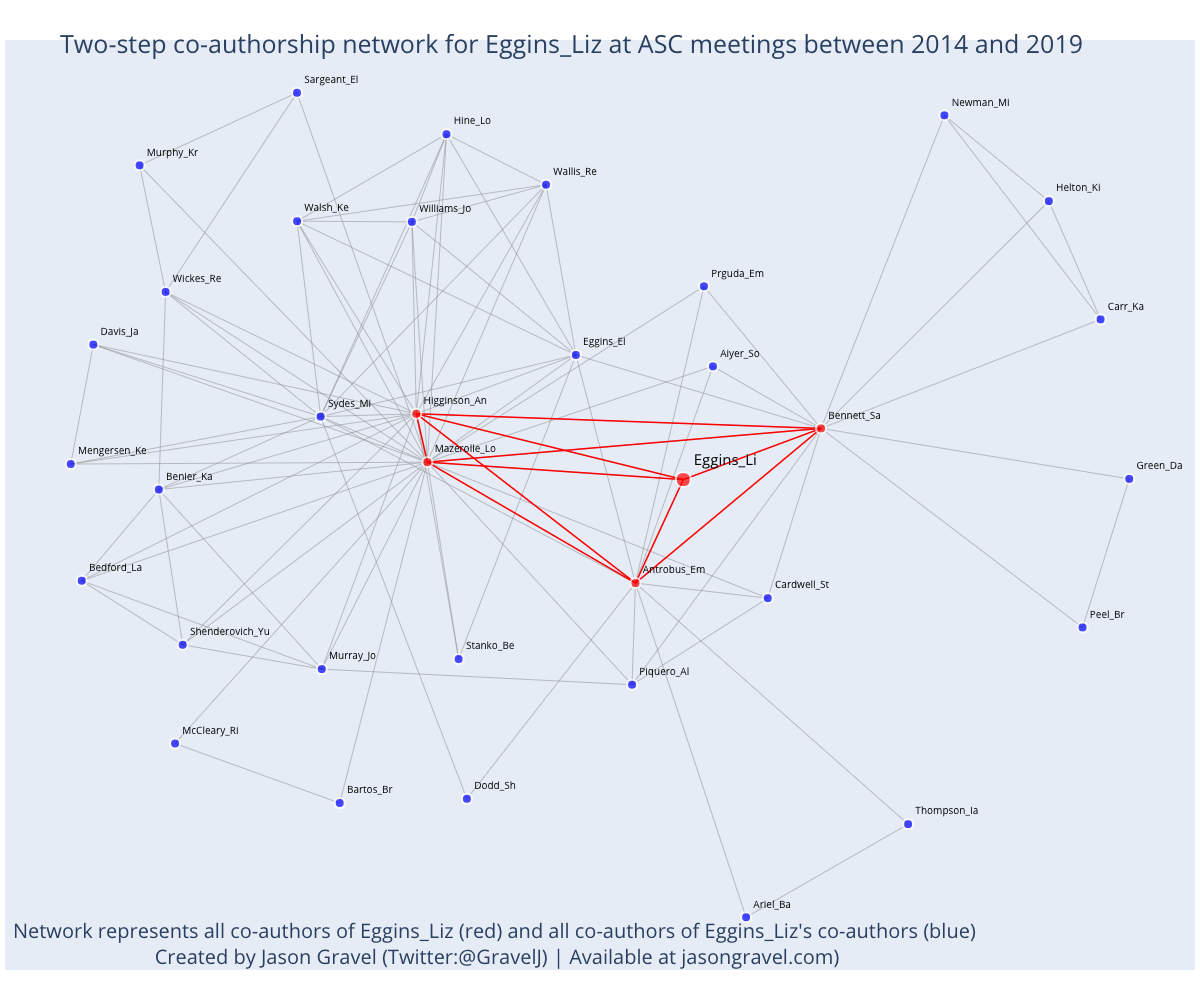 Two-step co-authorship network for Eggins_Liz at ASC meetings between 2014 and 2019
Sargeant_El
Newman_Mi
Hine_Lo
Murphy_Kr
Wallis_Re
Helton_Ki
Walsh_Ke
Williams_Jo
Wickes_Re
Prguda_Em
Carr_Ka
Davis_Ja
Eggins_El
Aiyer_So
Sydes_Mi
Higginson_An
Bennett_Sa
Mengersen_Ke
Mazerolle_Lo
Eggins_Li
Green_Da
Benier_Ka
Bedford_La
Antrobus_Em
Cardwell_St
Peel_Br
Shenderovich_Yu
Stanko_Be
Murray_Jo
Piquero_Al
McCleary_Ri
Bartos_Br
Dodd_Sh
Thompson_Ia
Ariel_Ba
Network represents all co-authors of Eggins_Liz (red) and all co-authors of Eggins_Liz's co-authors (blue)
Created by Jason Gravel (Twitter:@GravelJ) | Available at jasongravel.com)